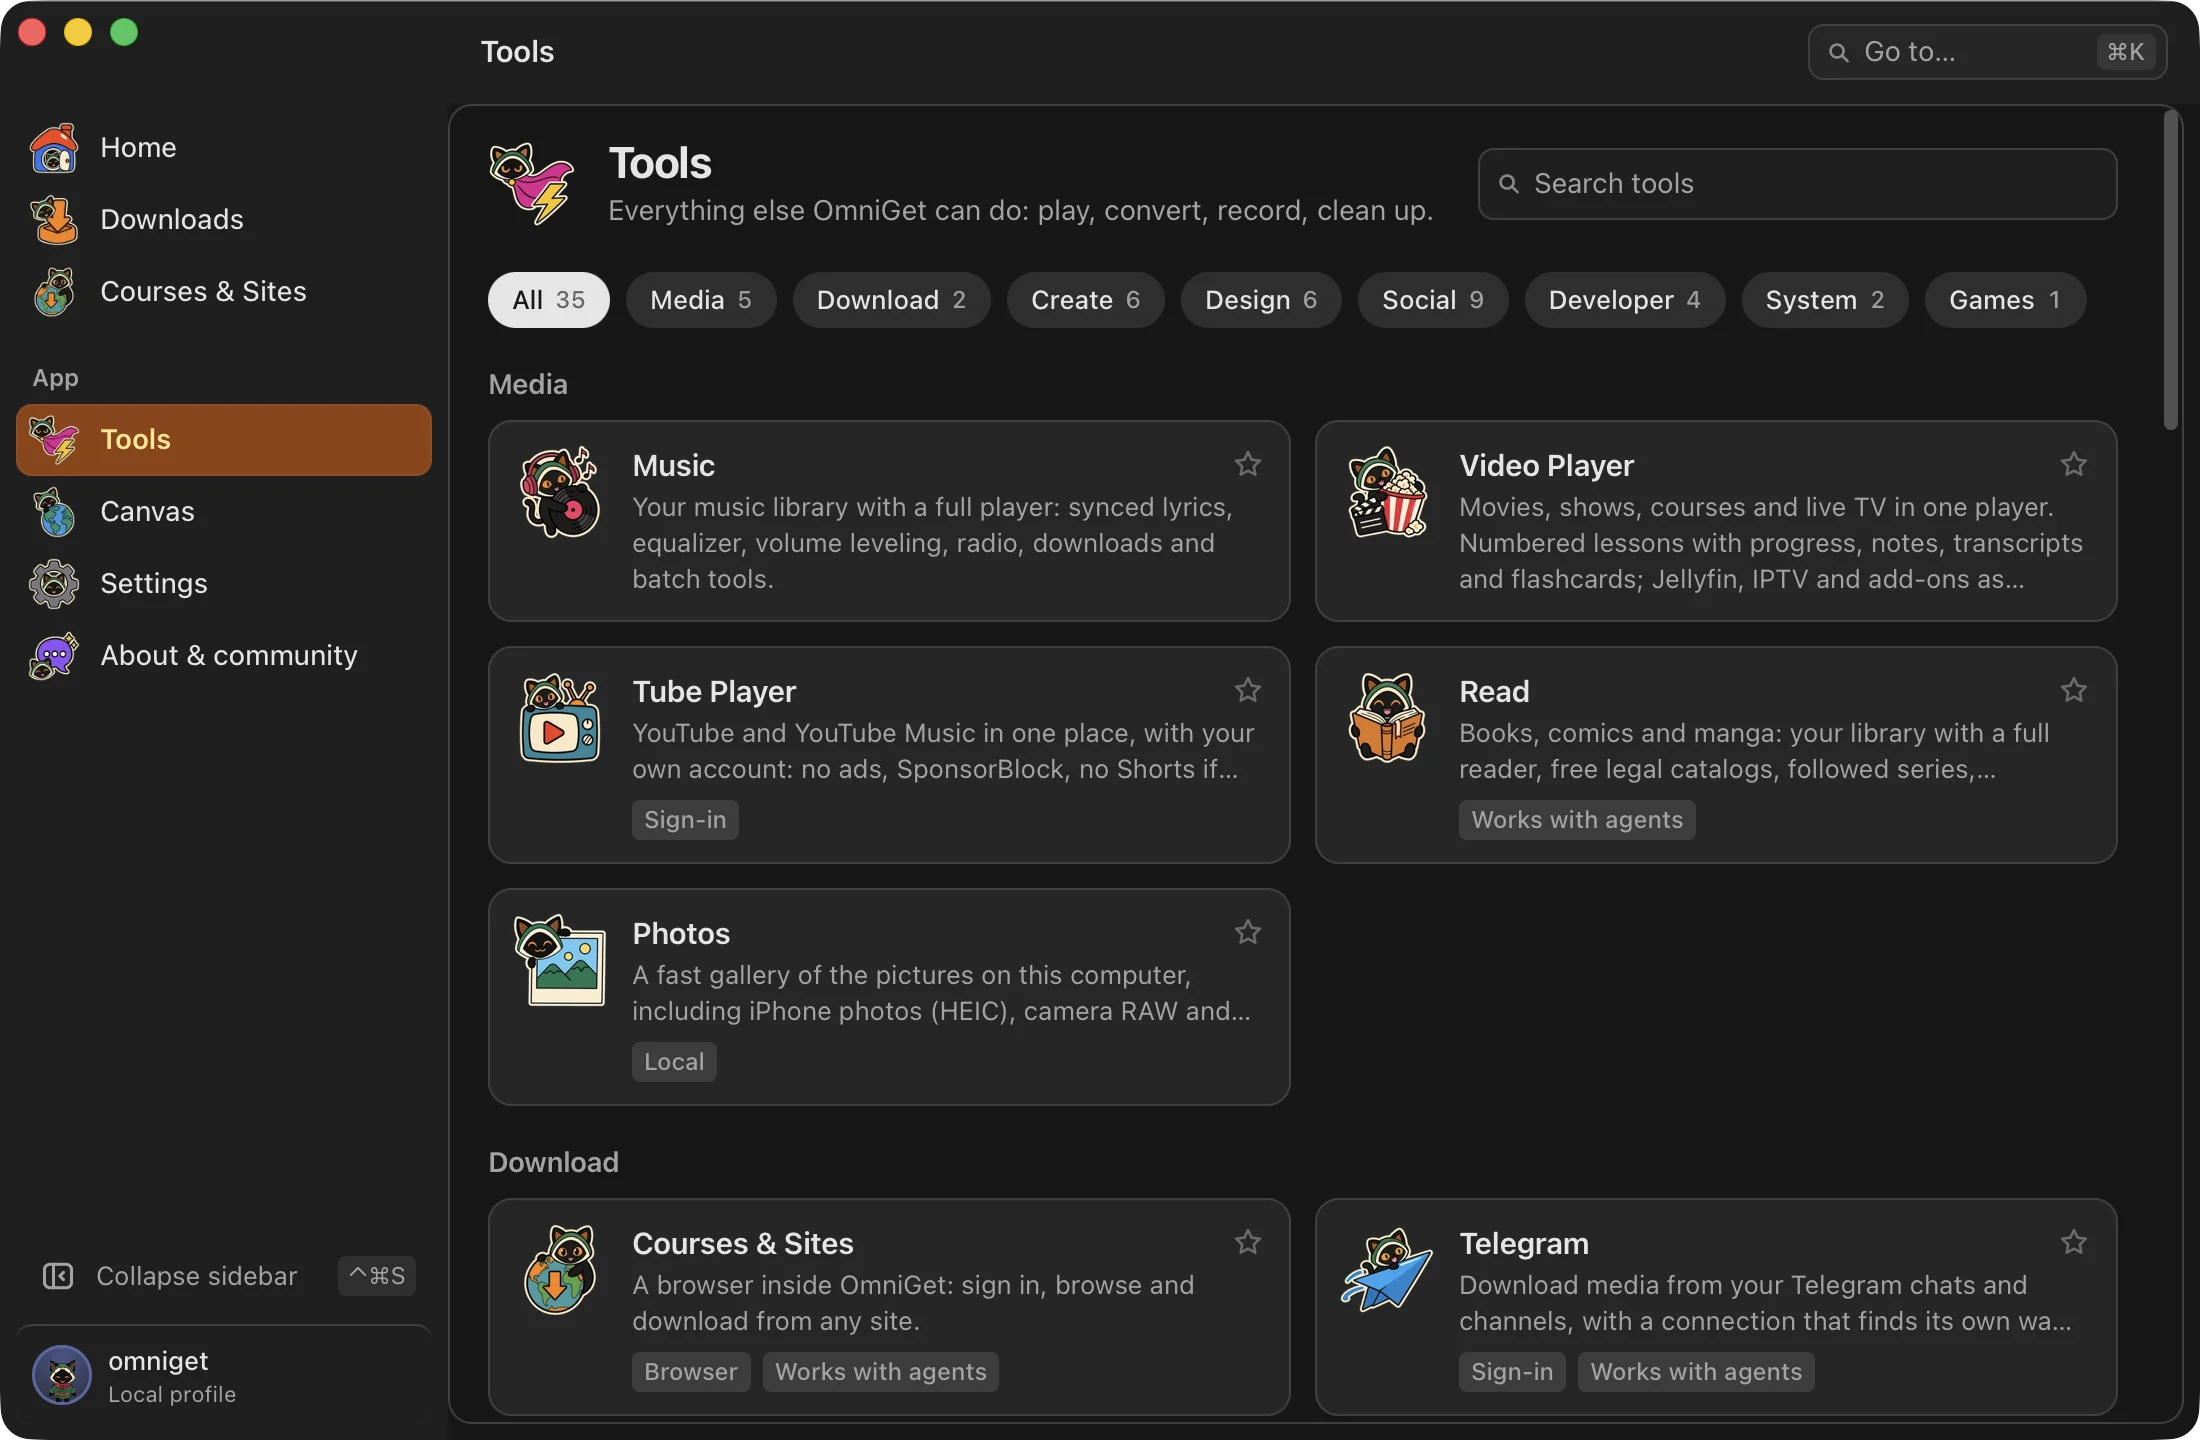 Tools
Go to...
⌘K
Home
Downloads
Courses & Sites
App
Tools
Canvas
Settings
About & community
Collapse sidebar
^⌘S
omniget
Local profile
Tools
Everything else OmniGet can do: play, convert, record, clean up.
Search tools
All 35
Media 5
Download 2
Create 6
Design 6
Social 9
Developer 4
System 2
Games 1
Media
Music
Your music library with a full player: synced lyrics,
equalizer, volume leveling, radio, downloads and
batch tools.
Video Player
Movies, shows, courses and live TV in one player.
Numbered lessons with progress, notes, transcripts
and flashcards; Jellyfin, IPTV and add-ons as...
Tube Player
YouTube and YouTube Music in one place, with your
own account: no ads, SponsorBlock, no Shorts if...
Sign-in
Read
Books, comics and manga: your library with a full
reader, free legal catalogs, followed series,...
Works with agents
Photos
A fast gallery of the pictures on this computer,
including iPhone photos (HEIC), camera RAW and...
Local
Download
Courses & Sites
A browser inside OmniGet: sign in, browse and
download from any site.
Browser
Works with agents
Telegram
Download media from your Telegram chats and
channels, with a connection that finds its own wa...
Sign-in
Works with agents